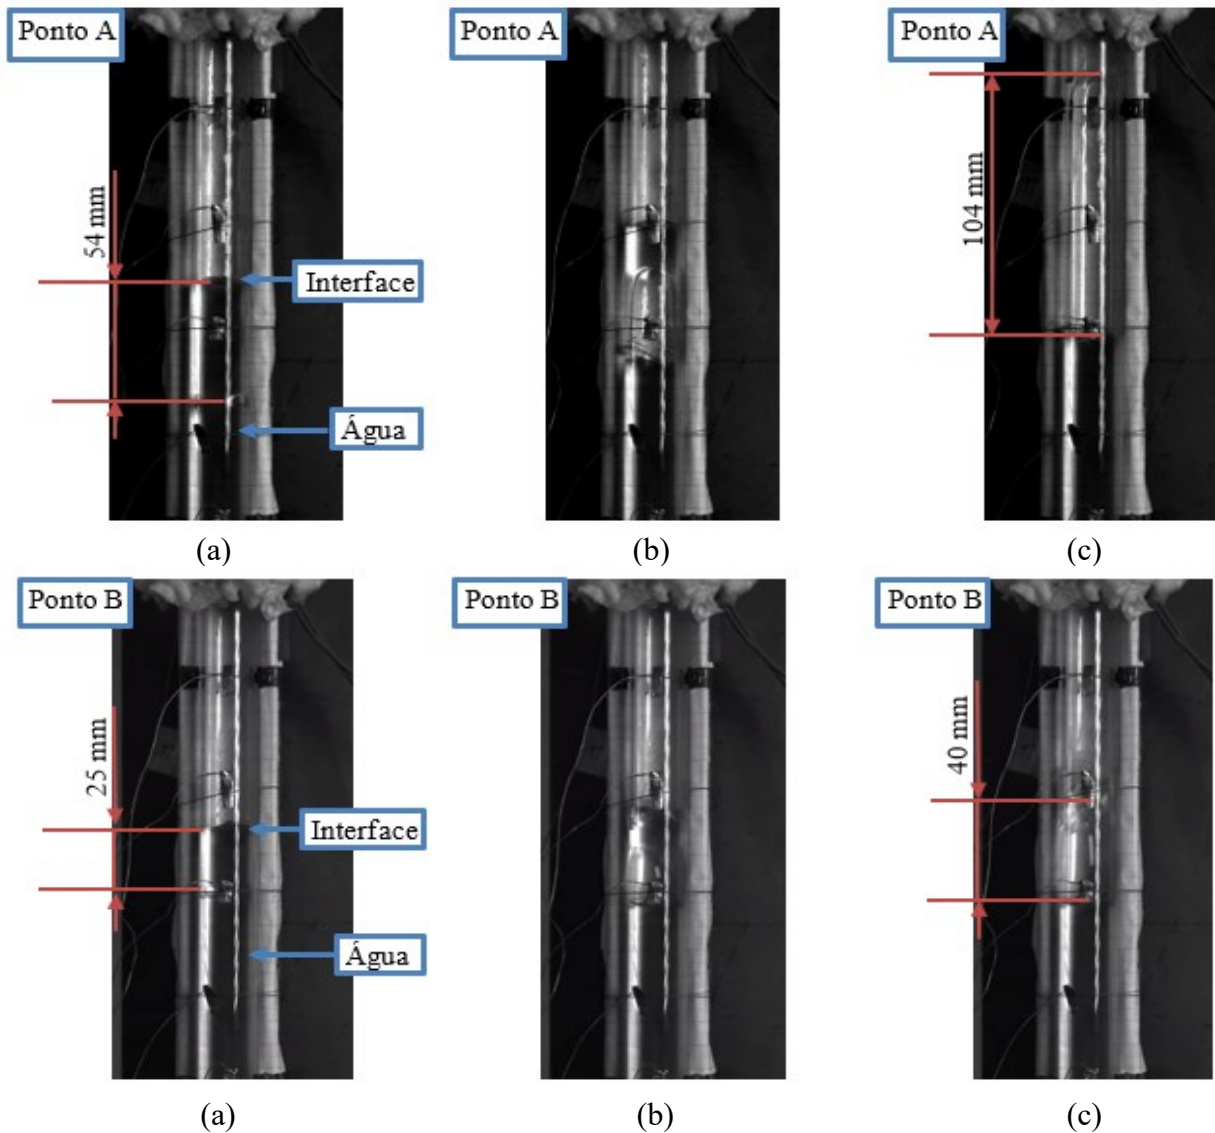 Ponto A
Ponto A
Ponto A
54 mm
104 mm
Interface
Água
(a)
(b)
(c)
Ponto B
Ponto B
Ponto B
25 mm
40 mm
Interface
Água
(a)
(b)
(c)